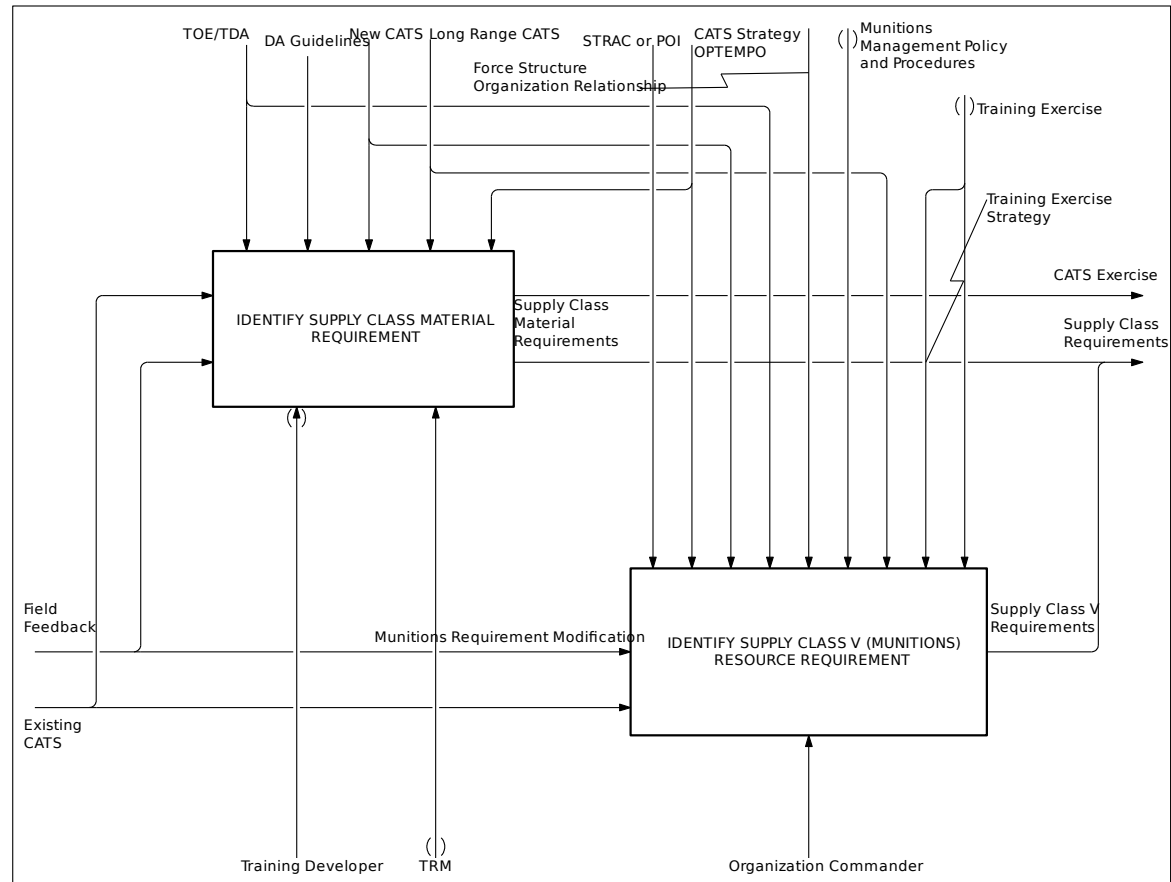 TOE/TDA
DA Guidelines
New CATS
Long Range CATS
STRAC or POI
CATS Strategy
OPTEMPO
Munitions
Management Policy
and Procedures
Force Structure
Organization Relationship
( )
( )
Training Exercise
Training Exercise
Strategy
CATS Exercise
Supply Class
Material
Requirements
Supply Class
Requirements
IDENTIFY SUPPLY CLASS MATERIAL
REQUIREMENT
( )
Field
Feedback
Munitions Requirement Modification
IDENTIFY SUPPLY CLASS V (MUNITIONS)
RESOURCE REQUIREMENT
Supply Class V
Requirements
Existing
CATS
( )
Training Developer
TRM
Organization Commander